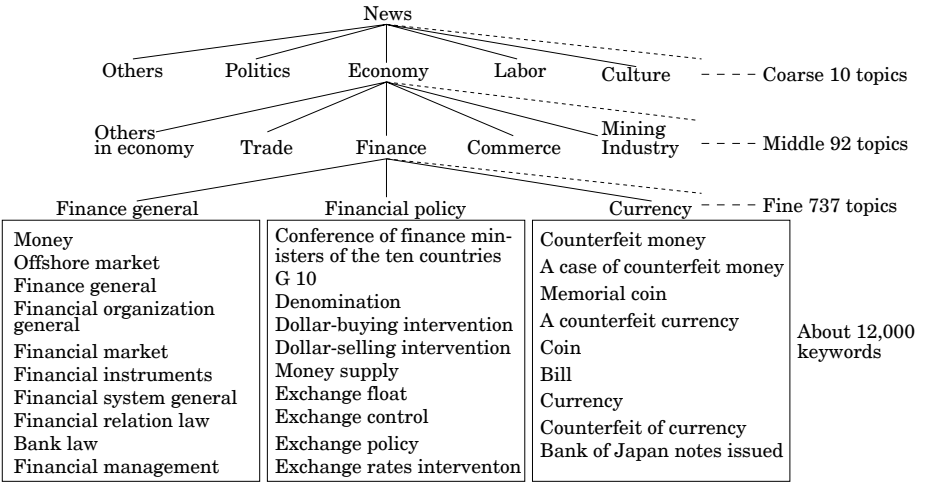 News
Others
Politics
Economy
Labor
Culture
Coarse 10 topics
Others
in economy
Trade
Finance
Commerce
Mining
Industry
Middle 92 topics
Finance general
Financial policy
Currency
Fine 737 topics
Money
Offshore market
Finance general
Financial organization
general
Financial market
Financial instruments
Financial system general
Financial relation law
Bank law
Financial management
Conference of finance min-
isters of the ten countries
G 10
Denomination
Dollar-buying intervention
Dollar-selling intervention
Money supply
Exchange float
Exchange control
Exchange policy
Exchange rates interventon
Counterfeit money
A case of counterfeit money
Memorial coin
A counterfeit currency
Coin
Bill
Currency
Counterfeit of currency
Bank of Japan notes issued
About 12,000
keywords